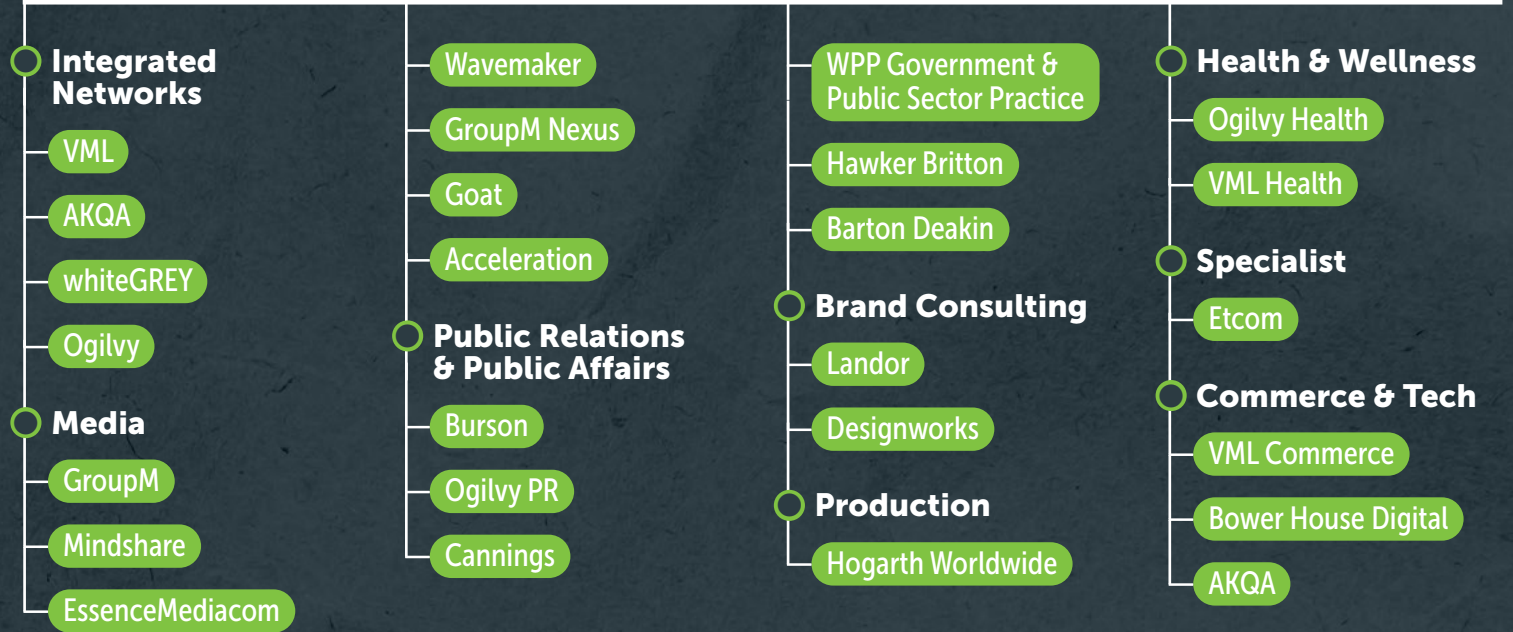 Integrated
Networks
VML
AKQA
whiteGREY
Ogilvy
Media
GroupM
Mindshare
EssenceMediacom
Wavemaker
GroupM Nexus
Goat
Acceleration
Public Relations
& Public Affairs
Burson
Ogilvy PR
Cannings
WPP Government &
Public Sector Practice
Hawker Britton
Barton Deakin
Brand Consulting
Landor
Designworks
Production
Hogarth Worldwide
Health & Wellness
Ogilvy Health
VML Health
Specialist
Etcom
Commerce & Tech
VML Commerce
Bower House Digital
AKQA